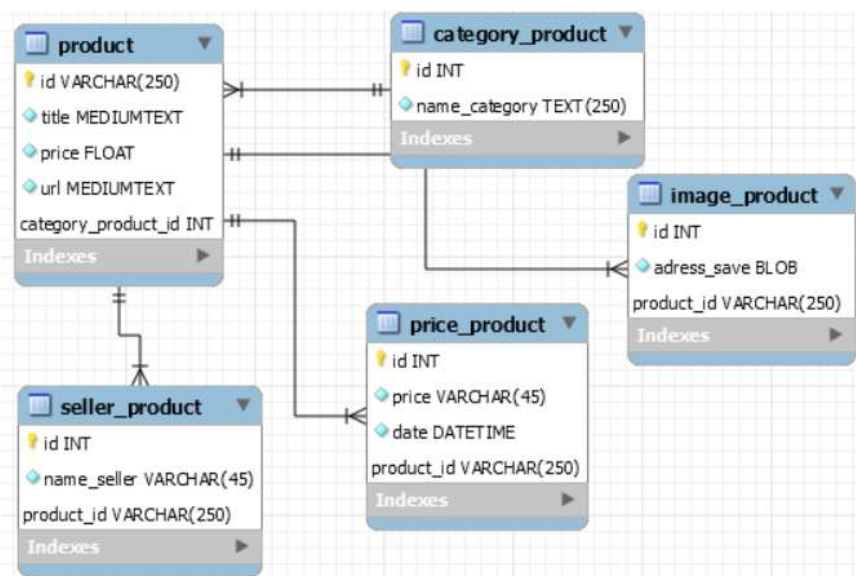 product
id VARCHAR(250)
title MEDIUMTEXT
price FLOAT
url MEDIUMTEXT
category_product_id INT
Indexes
category_product
id INT
name_category TEXT(250)
Indexes
image_product
id INT
adress_save BLOB
product_id VARCHAR(250)
Indexes
price_product
id INT
price VARCHAR(45)
date DATETIME
product_id VARCHAR(250)
Indexes
seller_product
id INT
name_seller VARCHAR(45)
product_id VARCHAR(250)
Indexes